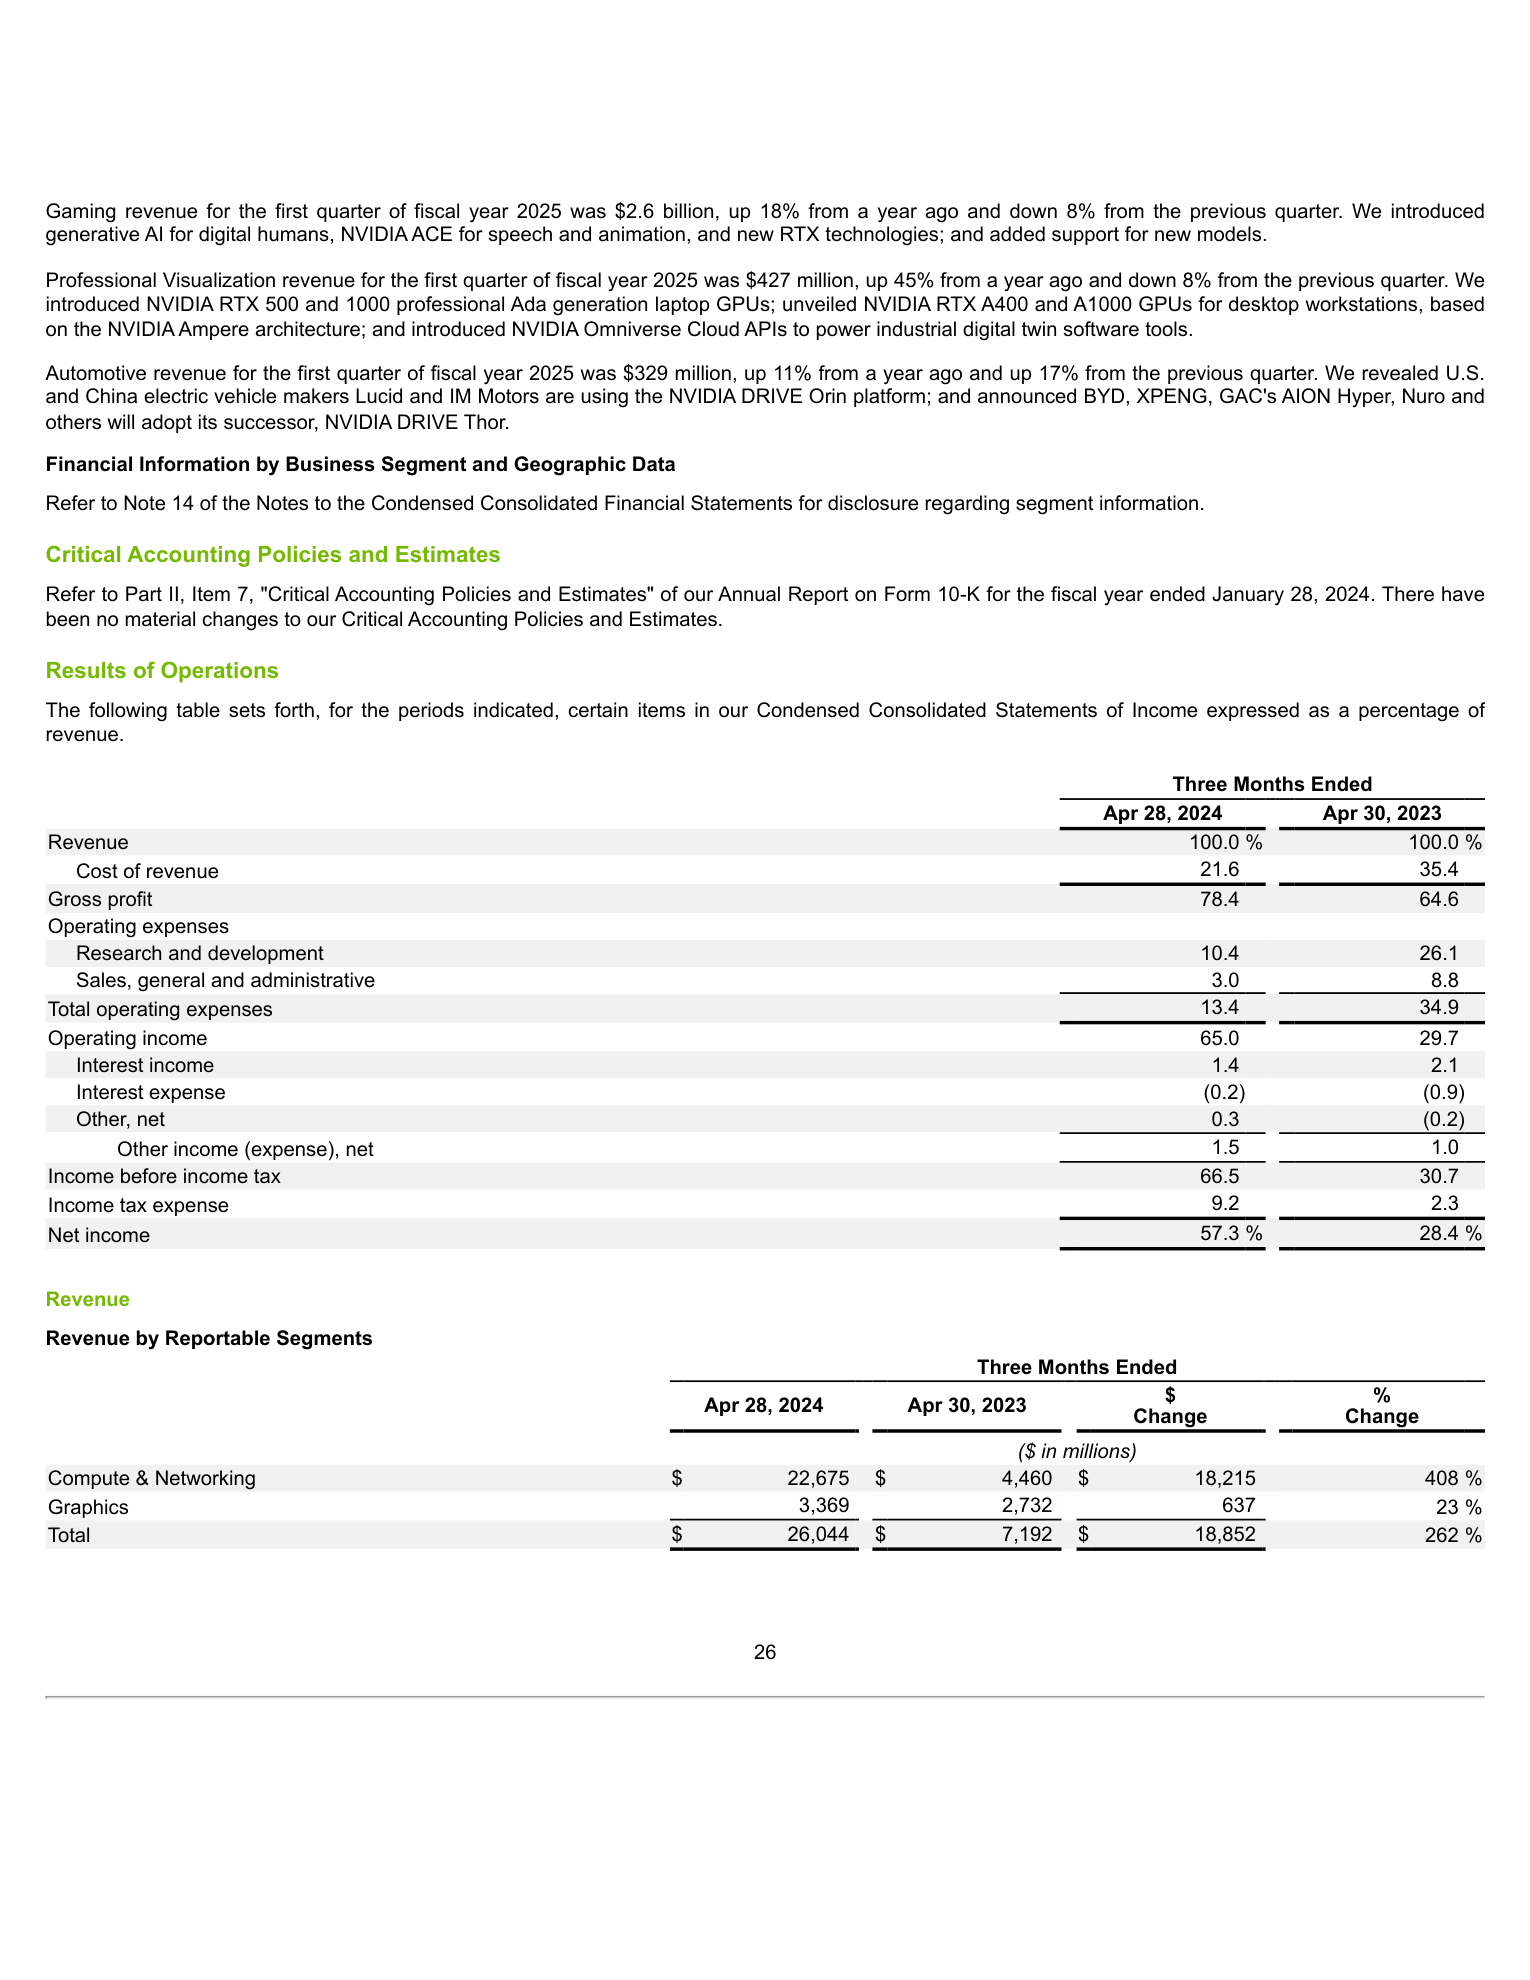 Gaming revenue for the first quarter of fiscal year 2025 was $2.6 billion, up 18% from a year ago and down 8% from the previous quarter. We introduced
generative AI for digital humans, NVIDIA ACE for speech and animation, and new RTX technologies; and added support for new models.
Professional Visualization revenue for the first quarter of fiscal year 2025 was $427 million, up 45% from a year ago and down 8% from the previous quarter. We
introduced NVIDIA RTX 500 and 1000 professional Ada generation laptop GPUs; unveiled NVIDIA RTX A400 and A1000 GPUs for desktop workstations, based
on the NVIDIA Ampere architecture; and introduced NVIDIA Omniverse Cloud APIs to power industrial digital twin software tools.
Automotive revenue for the first quarter of fiscal year 2025 was $329 million, up 11% from a year ago and up 17% from the previous quarter. We revealed U.S.
and China electric vehicle makers Lucid and IM Motors are using the NVIDIA DRIVE Orin platform; and announced BYD, XPENG, GAC's AION Hyper, Nuro and
others will adopt its successor, NVIDIA DRIVE Thor.
Financial Information by Business Segment and Geographic Data
Refer to Note 14 of the Notes to the Condensed Consolidated Financial Statements for disclosure regarding segment information.
Critical Accounting Policies and Estimates
Refer to Part II, Item 7, "Critical Accounting Policies and Estimates" of our Annual Report on Form 10-K for the fiscal year ended January 28, 2024. There have
been no material changes to our Critical Accounting Policies and Estimates.
Results of Operations
The following table sets forth, for the periods indicated, certain items in our Condensed Consolidated Statements of Income expressed as a percentage of
revenue.
Three Months Ended
Apr 28, 2024 Apr 30, 2023
Revenue 100.0 % 100.0 %
Cost of revenue 21.6 35.4
Gross profit 78.4 64.6
Operating expenses
Research and development 10.4 26.1
Sales, general and administrative 3.0 8.8
Total operating expenses 13.4 34.9
Operating income 65.0 29.7
Interest income 1.4 2.1
Interest expense (0.2) (0.9)
Other, net 0.3 (0.2)
Other income (expense), net 1.5 1.0
Income before income tax 66.5 30.7
Income tax expense 9.2 2.3
Net income 57.3 % 28.4 %
Revenue
Revenue by Reportable Segments
Three Months Ended
Apr 28, 2024 Apr 30, 2023 $ Change % Change
($ in millions)
Compute & Networking $ 22,675 $ 4,460 $ 18,215 408 %
Graphics 3,369 2,732 637 23 %
Total $ 26,044 $ 7,192 $ 18,852 262 %
26